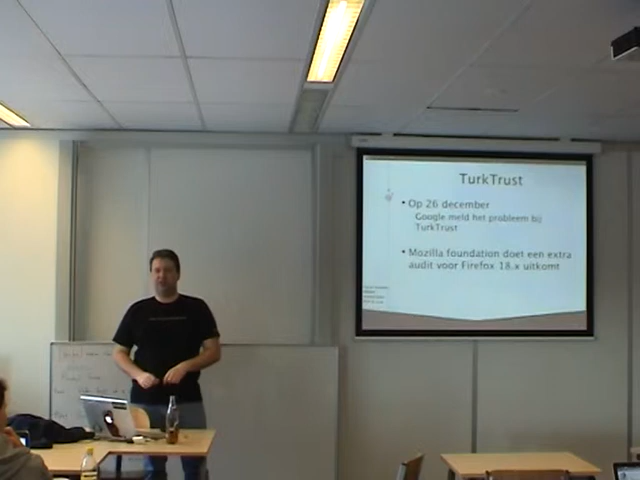 TurkTrust
• Op 26 december
Google meld het probleem bij
TurkTrust
• Mozilla foundation doet een extra
audit voor Firefox 18.x uitkomt